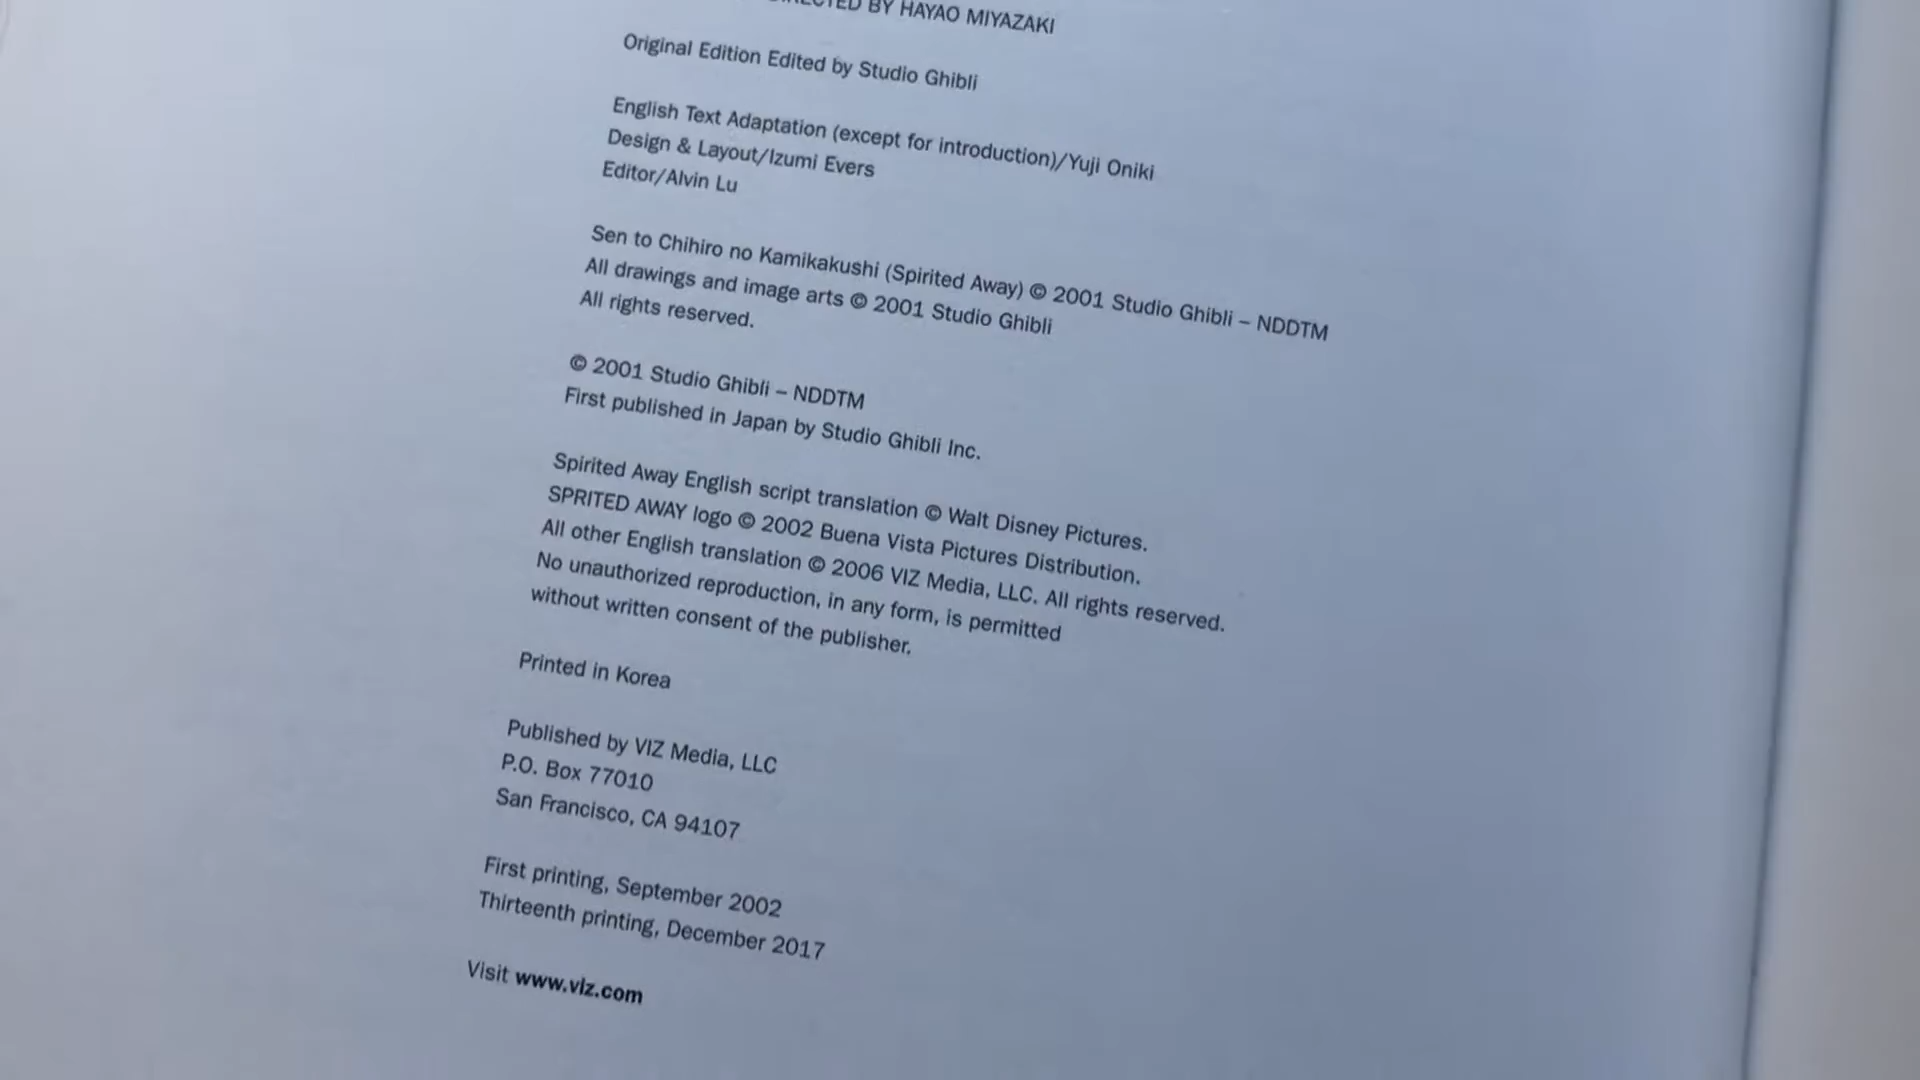 DIRECTED BY HAYAO MIYAZAKI
Original Edition Edited by Studio Ghibli
English Text Adaptation (except for introduction)/Yuji Oniki
Design & Layout/Izumi Evers
Editor/Alvin Lu
Sen to Chihiro no Kamikakushi (Spirited Away) © 2001 Studio Ghibli – NDDTM
All drawings and image arts © 2001 Studio Ghibli
All rights reserved.
© 2001 Studio Ghibli – NDDTM
First published in Japan by Studio Ghibli Inc.
Spirited Away English script translation © Walt Disney Pictures.
SPRITED AWAY logo © 2002 Buena Vista Pictures Distribution.
All other English translation © 2006 VIZ Media, LLC. All rights reserved.
No unauthorized reproduction, in any form, is permitted
without written consent of the publisher.
Printed in Korea
Published by VIZ Media, LLC
P.O. Box 77010
San Francisco, CA 94107
First printing, September 2002
Thirteenth printing, December 2017
Visit www.viz.com